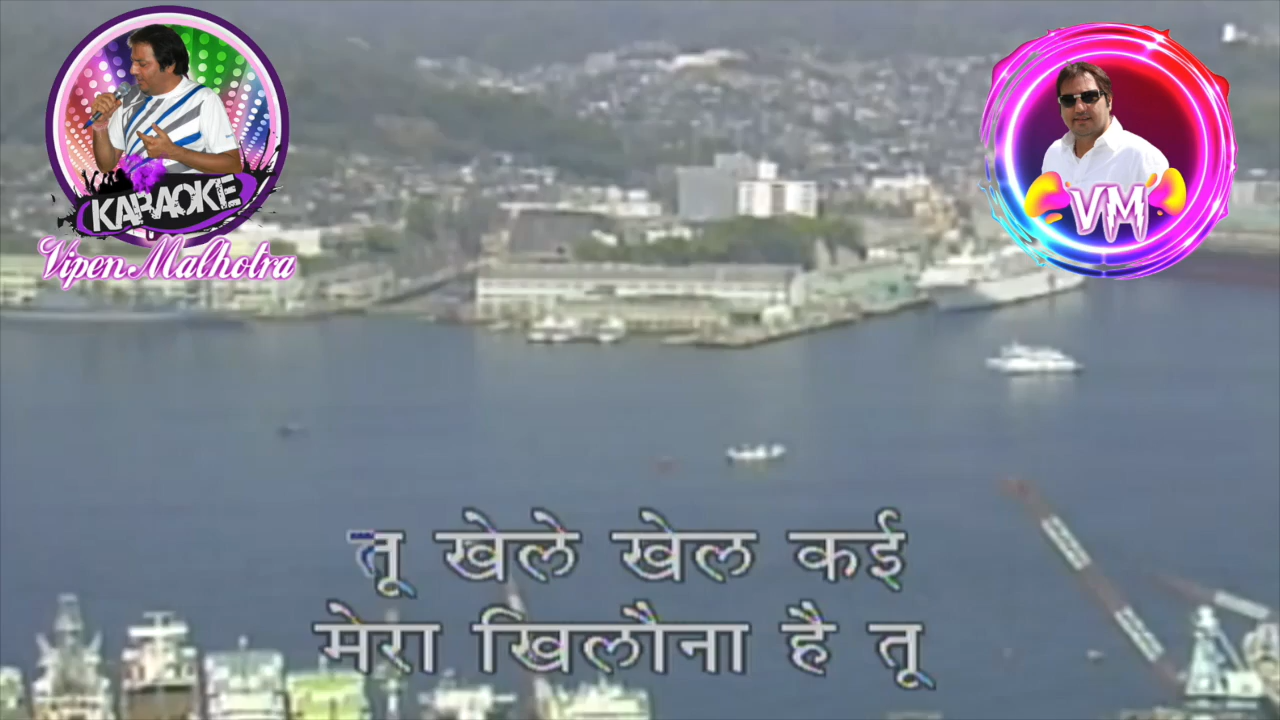 KARAOKE
Vipen Malhotra
VM
तू खेले खेल कई
मेरा खिलौना है तू